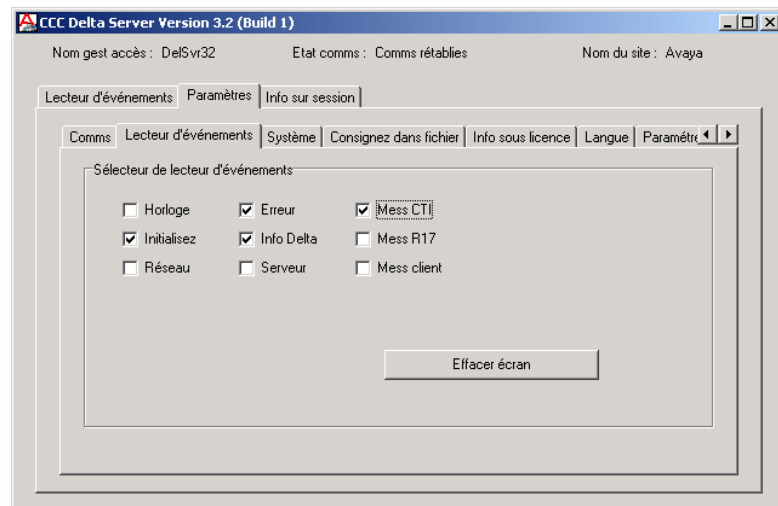 CCC Delta Server Version 3.2 (Build 1)
Nom gest accès : DelSvr32 Etat comms : Comms rétablies Nom du site : Avaya
Lecteur d'événements Paramètres Info sur session
Comms Lecteur d'événements Système Consignez dans fichier Info sous licence Langue Paramétre
Sélecteur de lecteur d'événements
Horloge Erreur Mess CTI
Initialisez Info Delta Mess R17
Réseau Serveur Mess client
Effacer écran